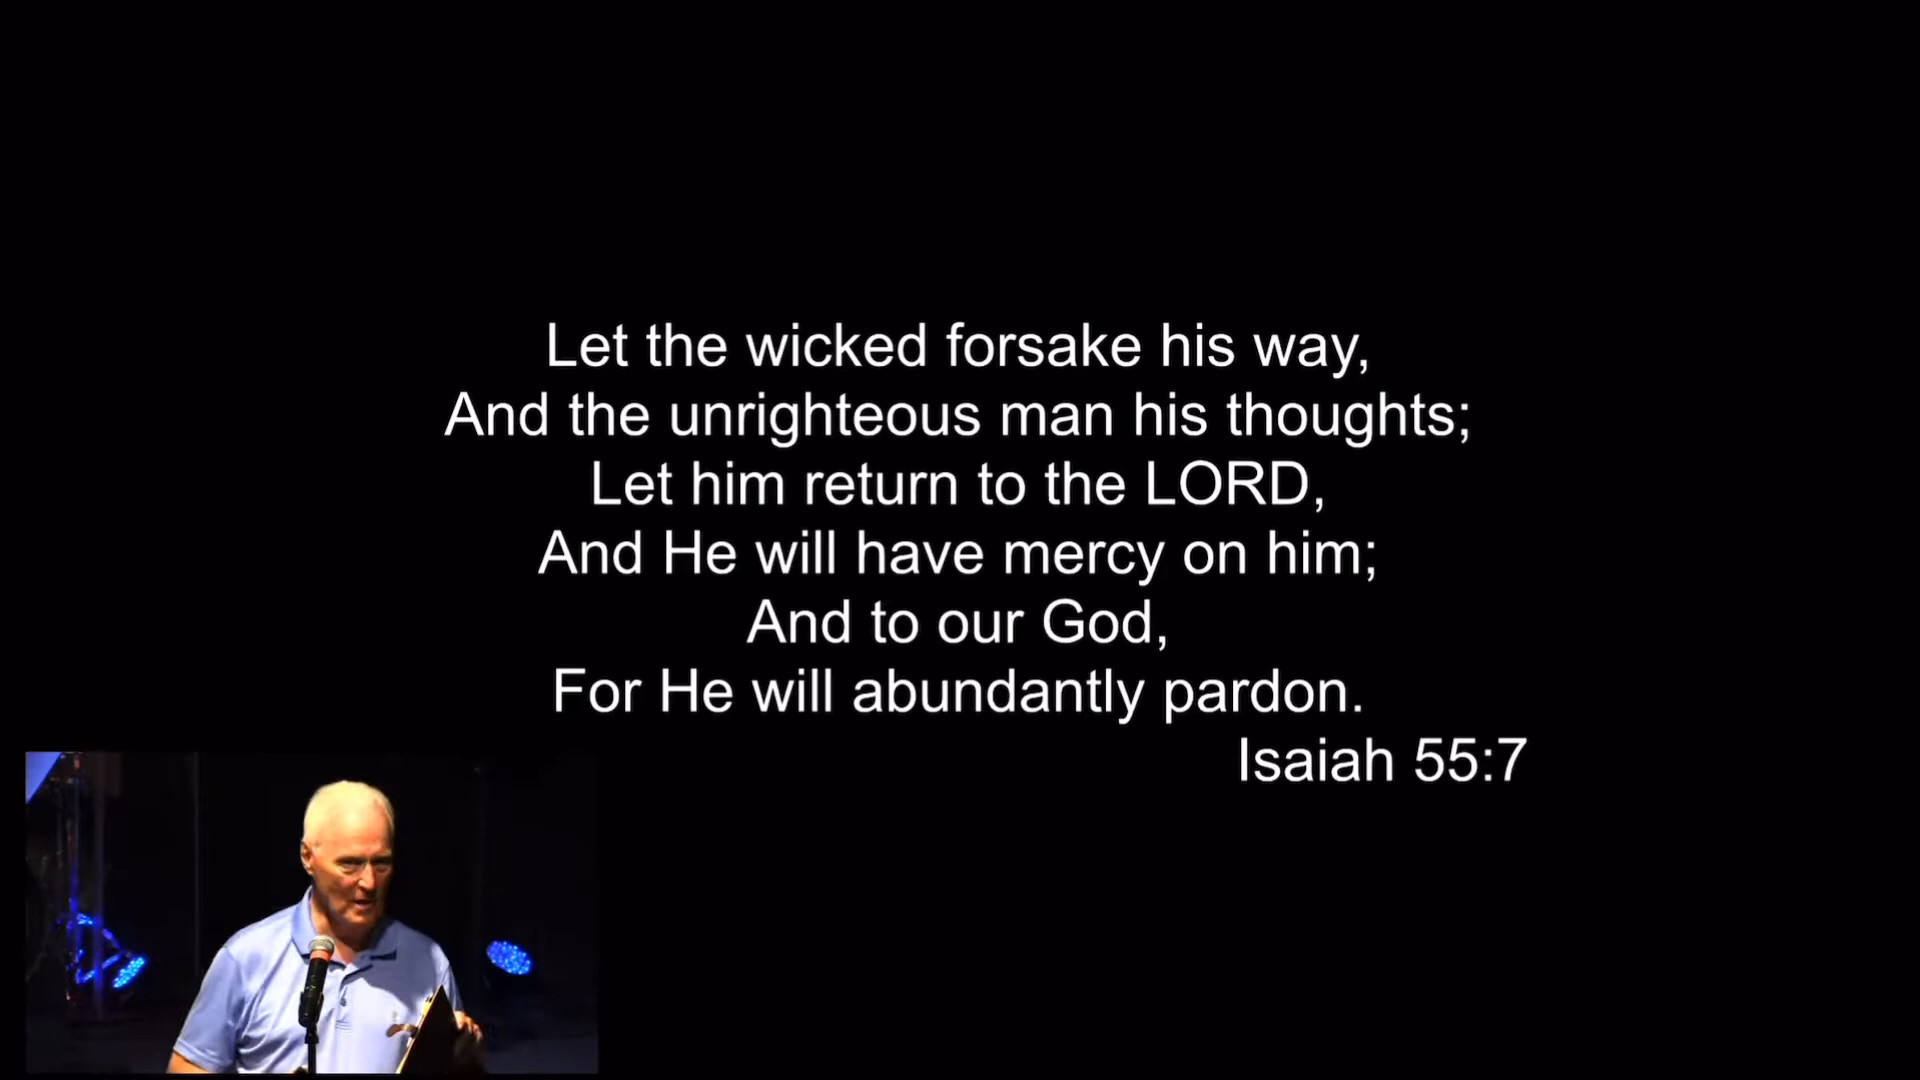 Let the wicked forsake his way,
And the unrighteous man his thoughts;
Let him return to the LORD,
And He will have mercy on him;
And to our God,
For He will abundantly pardon.
Isaiah 55:7